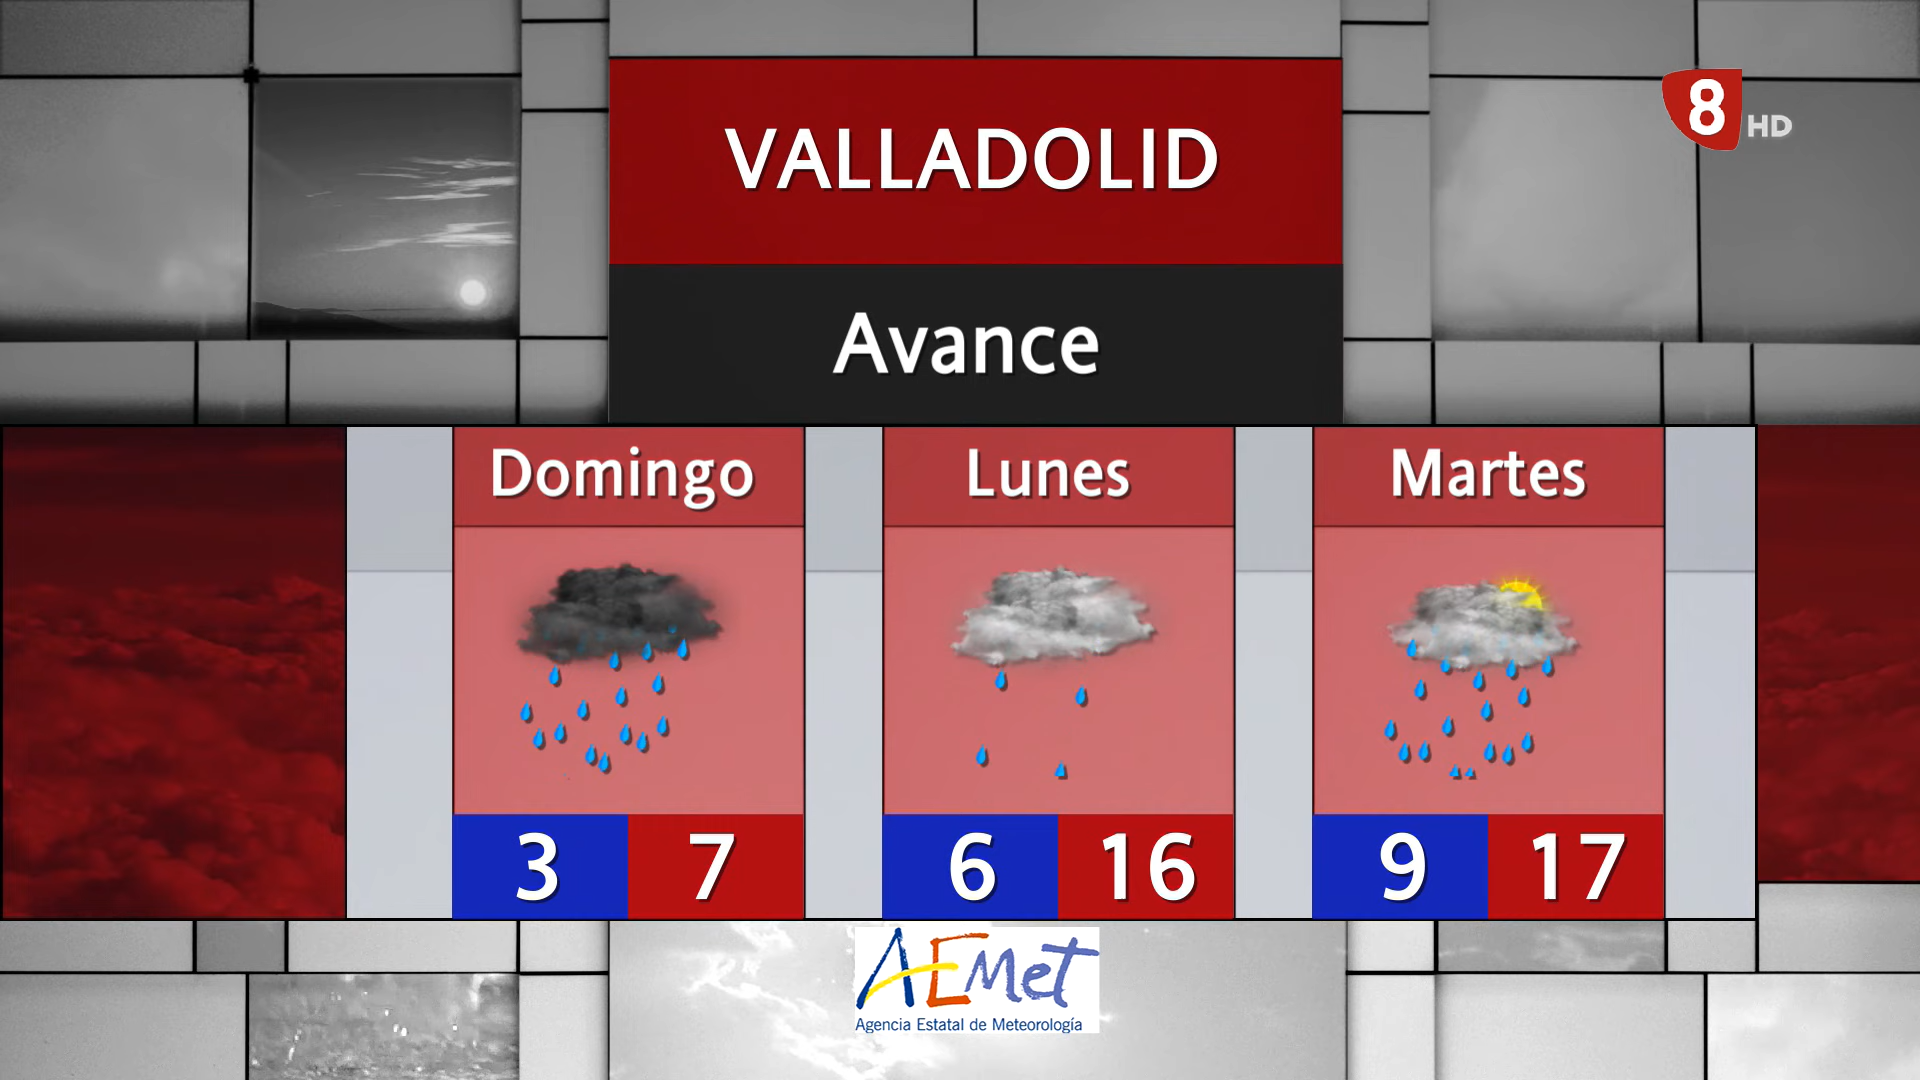 8 HD
VALLADOLID
Avance
Domingo
Lunes
Martes
3 7
6 16
9 17
AEMet
Agencia Estatal de Meteorología